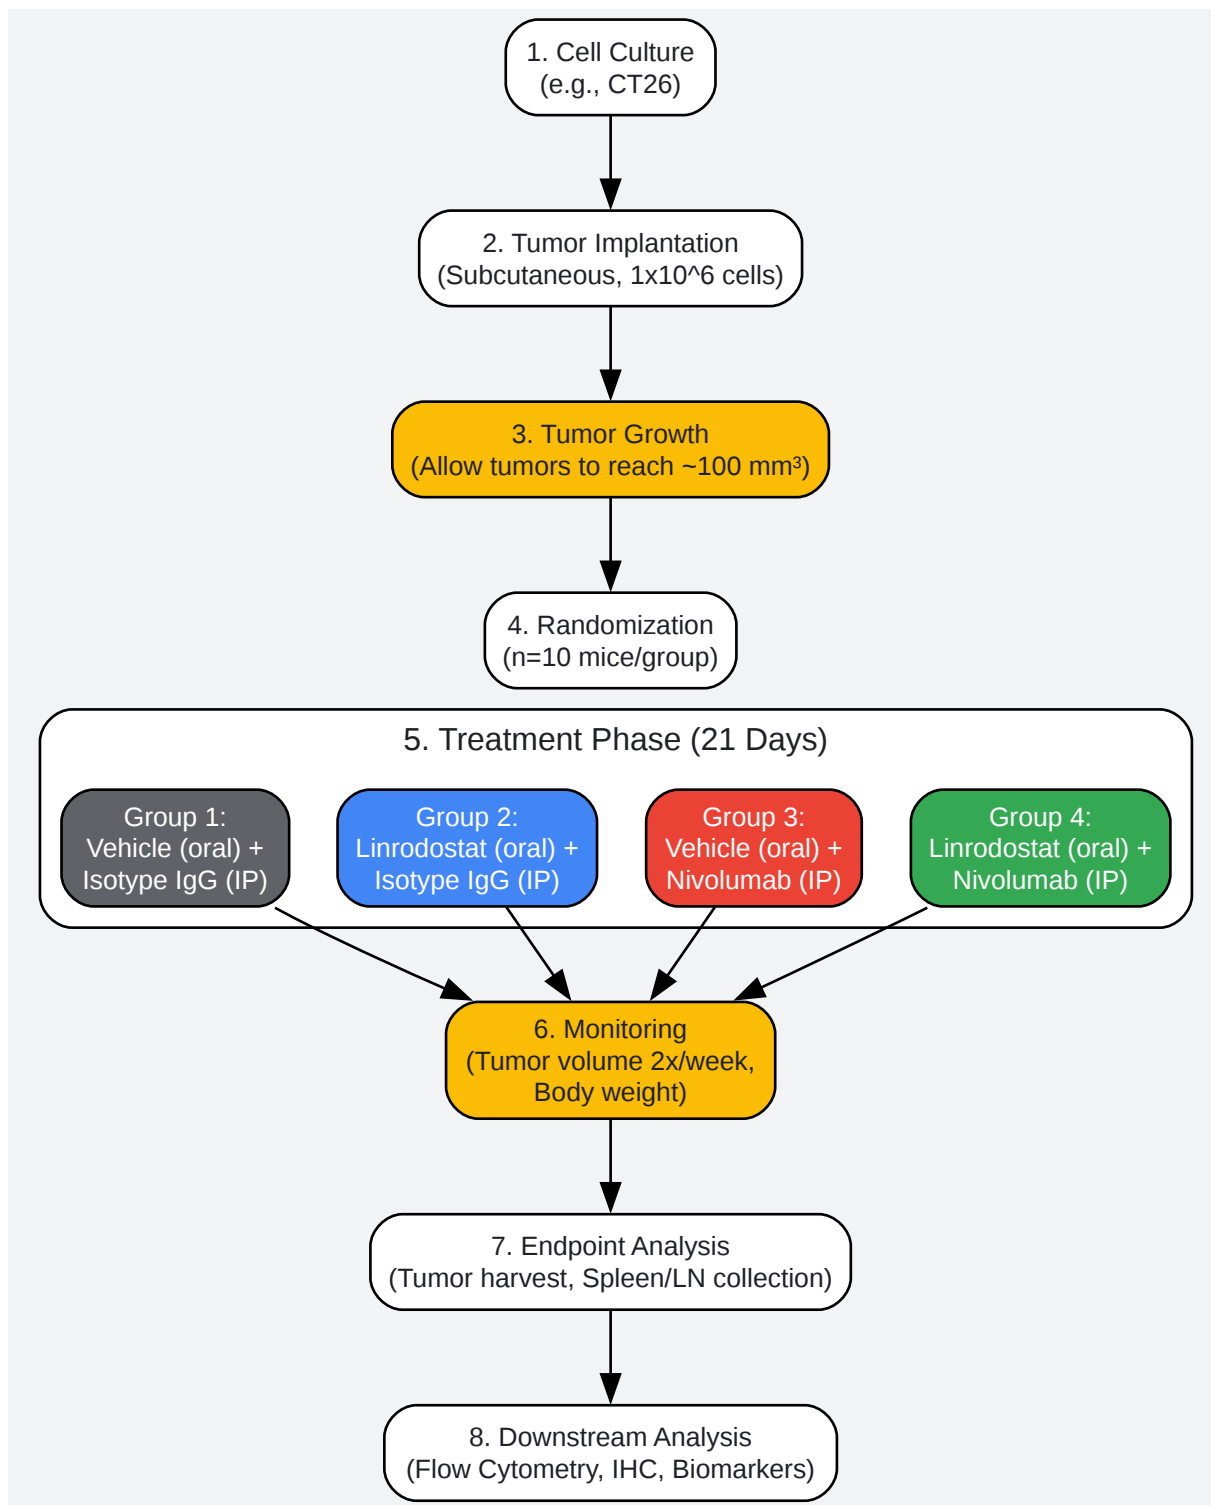 1. Cell Culture
(e.g., CT26)
2. Tumor Implantation
(Subcutaneous, 1x10^6 cells)
3. Tumor Growth
(Allow tumors to reach ~100 mm³)
4. Randomization
(n=10 mice/group)
5. Treatment Phase (21 Days)
Group 1:
Vehicle (oral) +
Isotype IgG (IP)
Group 2:
Linrodostat (oral) +
Isotype IgG (IP)
Group 3:
Vehicle (oral) +
Nivolumab (IP)
Group 4:
Linrodostat (oral) +
Nivolumab (IP)
6. Monitoring
(Tumor volume 2x/week,
Body weight)
7. Endpoint Analysis
(Tumor harvest, Spleen/LN collection)
8. Downstream Analysis
(Flow Cytometry, IHC, Biomarkers)